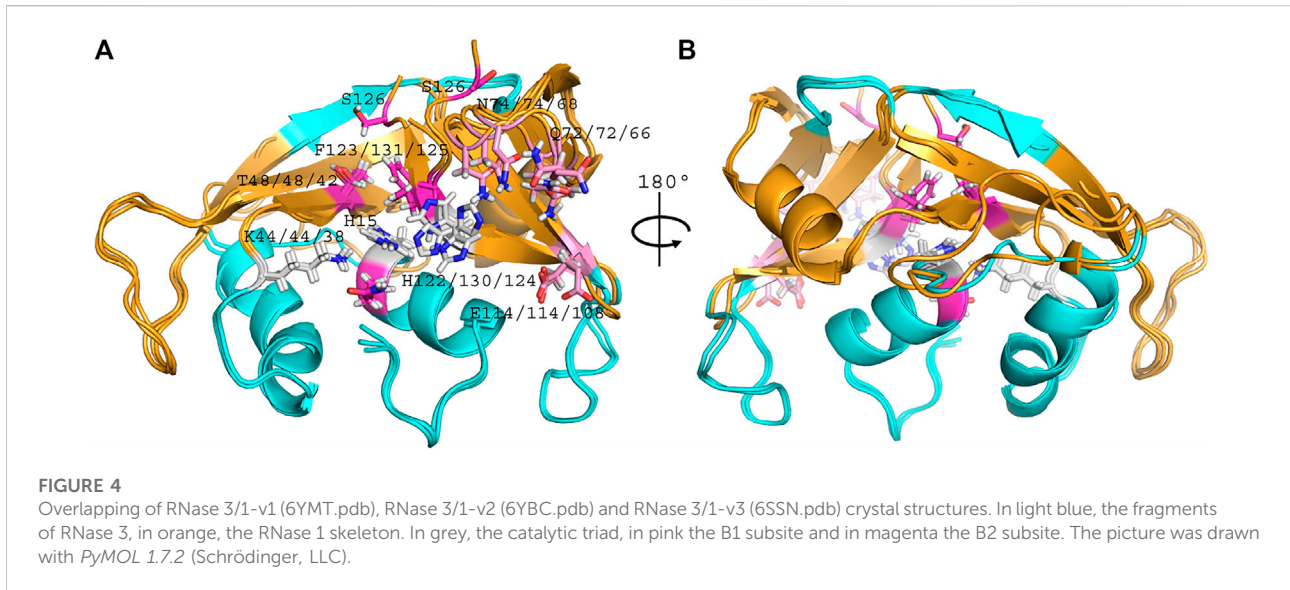 A
B
S126
S126
N74/74/68
Q72/72/66
F123/131/125
T48/48/42
180°
H15
K44/44/38
H122/130/124
E114/114/108
FIGURE 4
Overlapping of RNase 3/1-v1 (6YMT.pdb), RNase 3/1-v2 (6YBC.pdb) and RNase 3/1-v3 (6SSN.pdb) crystal structures. In light blue, the fragments
of RNase 3, in orange, the RNase 1 skeleton. In grey, the catalytic triad, in pink the B1 subsite and in magenta the B2 subsite. The picture was drawn
with PyMOL 1.7.2 (Schrödinger, LLC).